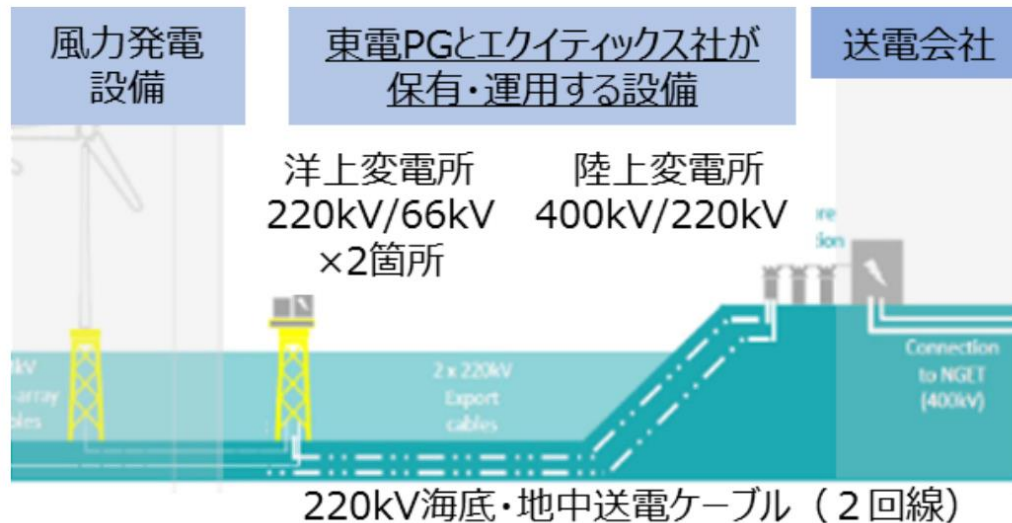 風力発電
設備
東電PGとエクイティックス社が
保有・運用する設備
送電会社
洋上変電所
220kV/66kV
×2箇所
陸上変電所
400kV/220kV
2 x 220kV
Export
cables
Connection
to NGET
(400kV)
220kV海底・地中送電ケーブル（２回線）